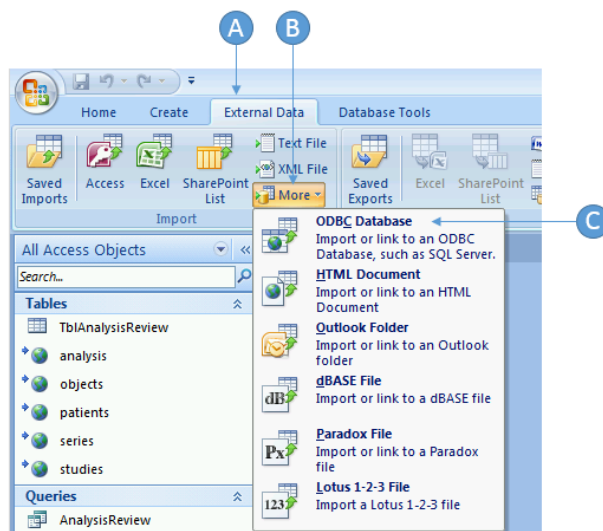 A
B
Home
Create
External Data
Database Tools
Saved
Imports
Access
Excel
SharePoint
List
Text File
XML File
More
Saved
Exports
Excel
SharePoint
List
Import
C
ODBC Database
Import or link to an ODBC
Database, such as SQL Server.
HTML Document
Import or link to an HTML
Document
Outlook Folder
Import or link to an Outlook
folder
dB
dBASE File
Import or link to a dBASE file
Px
Paradox File
Import or link to a Paradox
file
123
Lotus 1-2-3 File
Import a Lotus 1-2-3 file
All Access Objects
Search...
Tables
TblAnalysisReview
analysis
objects
patients
series
studies
Queries
AnalysisReview